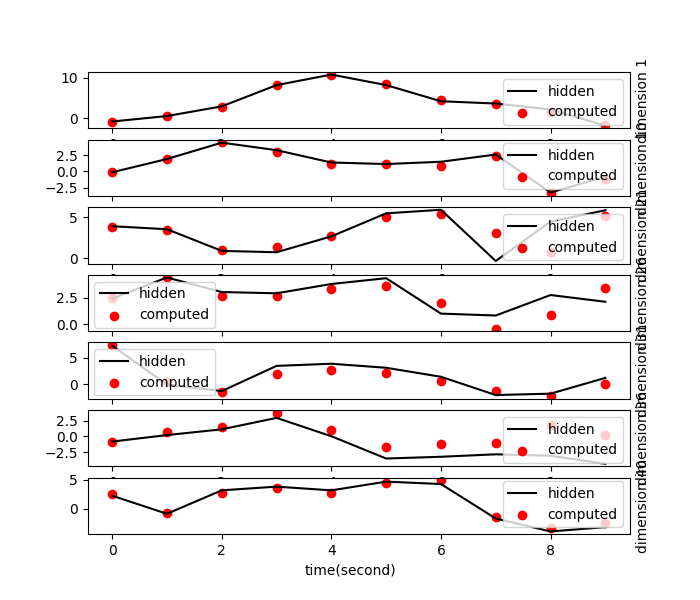 10
0
hidden
computed
dimension 1
2.5
0.0
−2.5
hidden
computed
5
0
hidden
computed
2.5
0.0
hidden
computed
5
0
hidden
computed
2.5
0.0
−2.5
hidden
computed
5
0
hidden
computed
0
2
4
6
8
time(second)